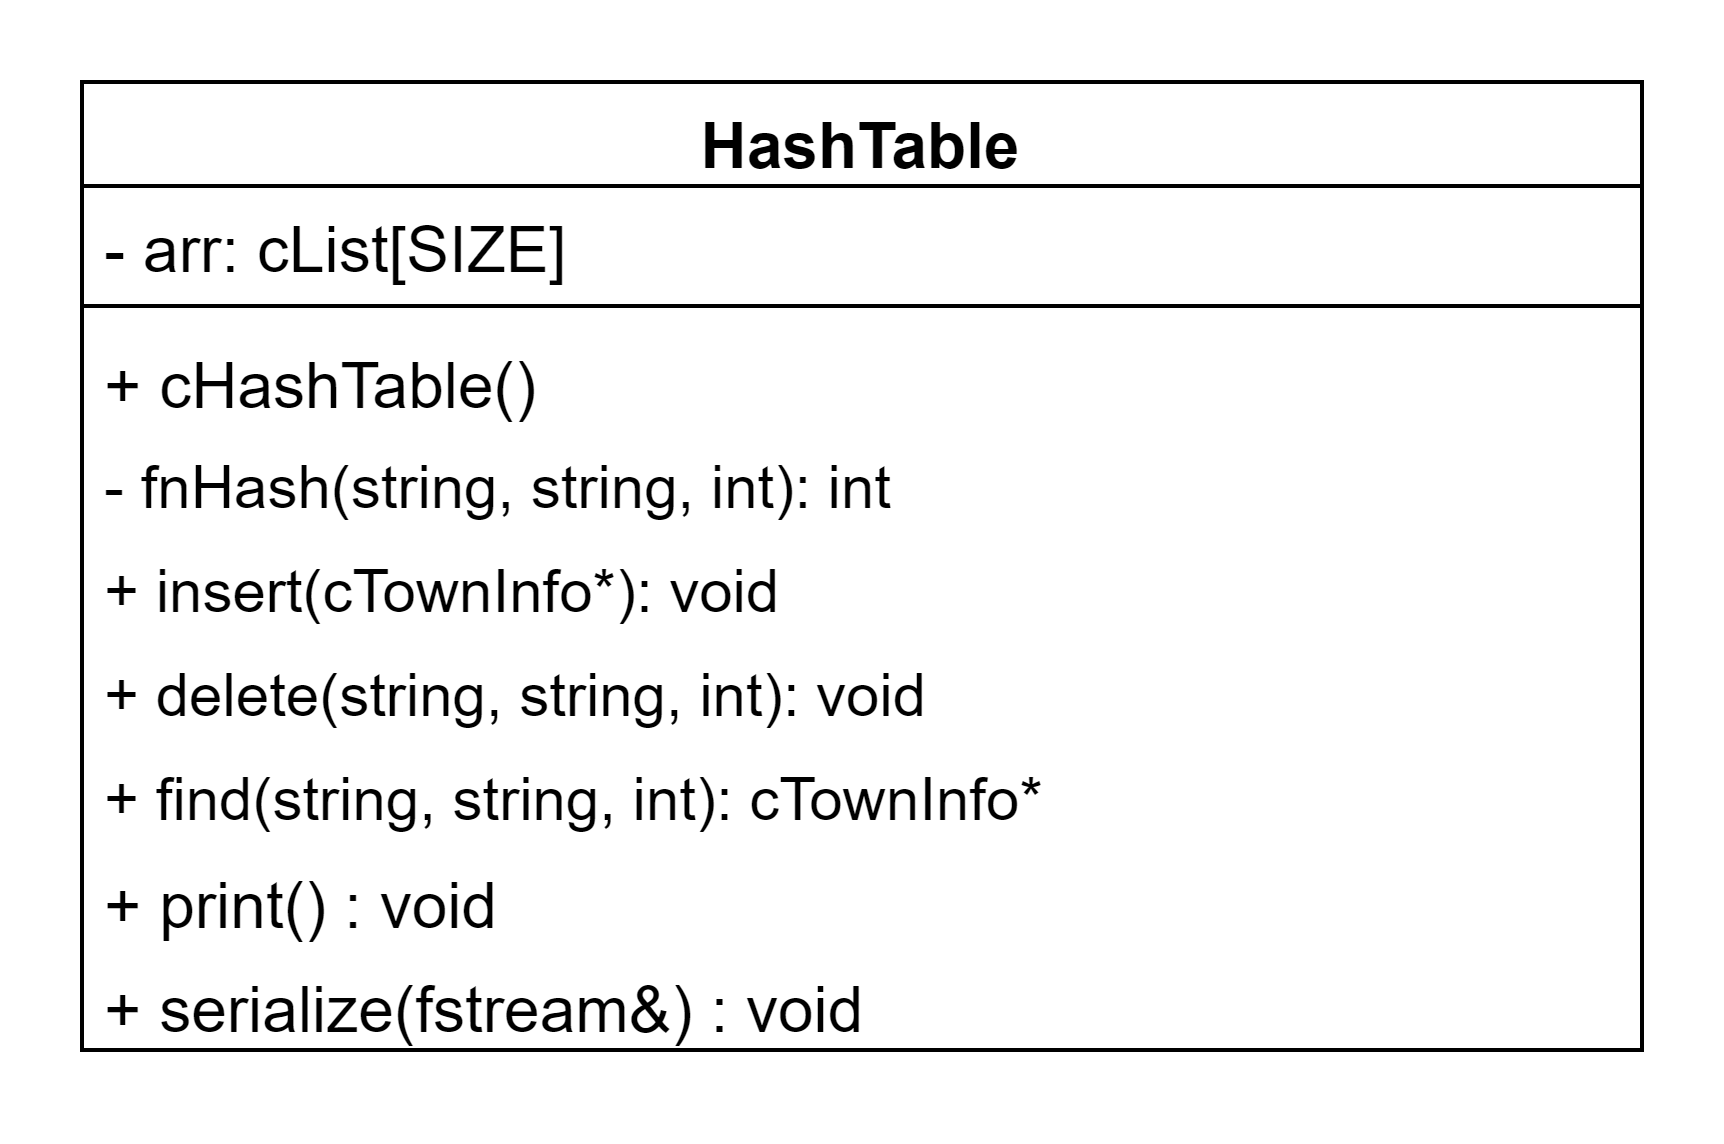 HashTable
- arr: cList[SIZE]
+ cHashTable()
- fnHash(string, string, int): int
+ insert(cTownInfo*): void
+ delete(string, string, int): void
+ find(string, string, int): cTownInfo*
+ print() : void
+ serialize(fstream&) : void